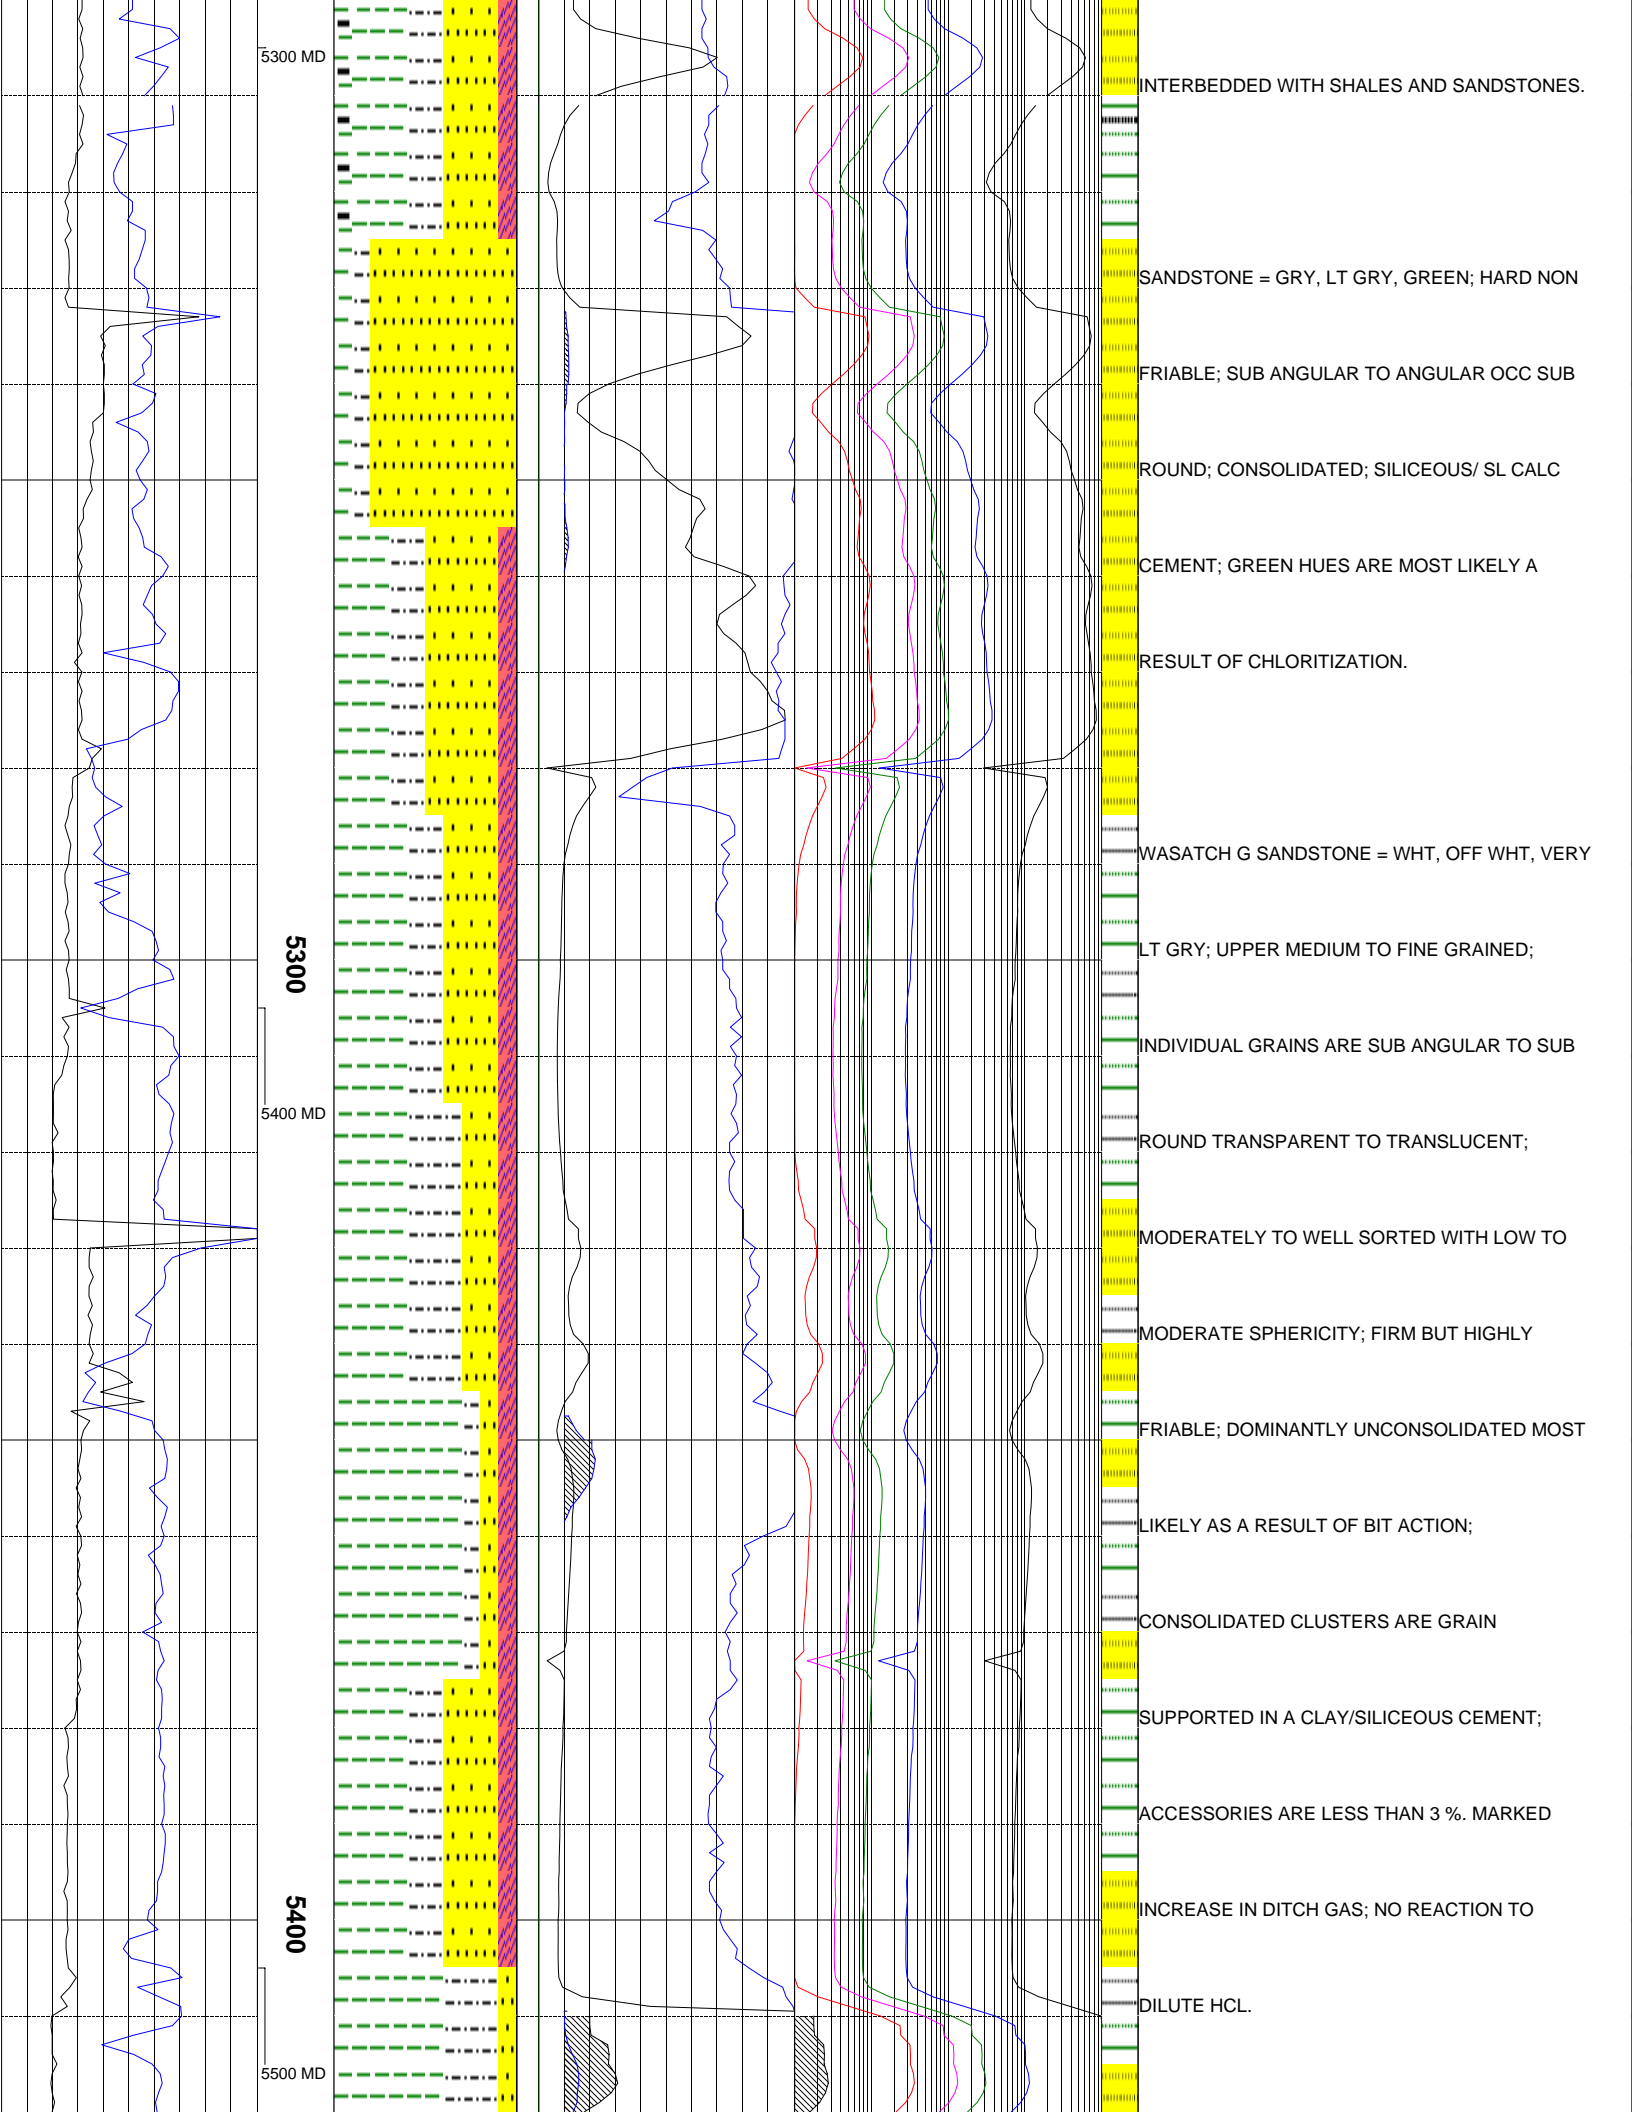 5300 MD
INTERBEDDED WITH SHALES AND SANDSTONES.
SANDSTONE = GRY, LT GRY, GREEN; HARD NON
FRIABLE; SUB ANGULAR TO ANGULAR OCC SUB
ROUND; CONSOLIDATED; SILICEOUS/ SL CALC
CEMENT; GREEN HUES ARE MOST LIKELY A
RESULT OF CHLORITIZATION.
WASATCH G SANDSTONE = WHT, OFF WHT, VERY
5300
LT GRY; UPPER MEDIUM TO FINE GRAINED;
INDIVIDUAL GRAINS ARE SUB ANGULAR TO SUB
5400 MD
ROUND TRANSPARENT TO TRANSLUCENT;
MODERATELY TO WELL SORTED WITH LOW TO
MODERATE SPHERICITY; FIRM BUT HIGHLY
FRIABLE; DOMINANTLY UNCONSOLIDATED MOST
LIKELY AS A RESULT OF BIT ACTION;
CONSOLIDATED CLUSTERS ARE GRAIN
SUPPORTED IN A CLAY/SILICEOUS CEMENT;
ACCESSORIES ARE LESS THAN 3 %. MARKED
5400
INCREASE IN DITCH GAS; NO REACTION TO
DILUTE HCL.
5500 MD